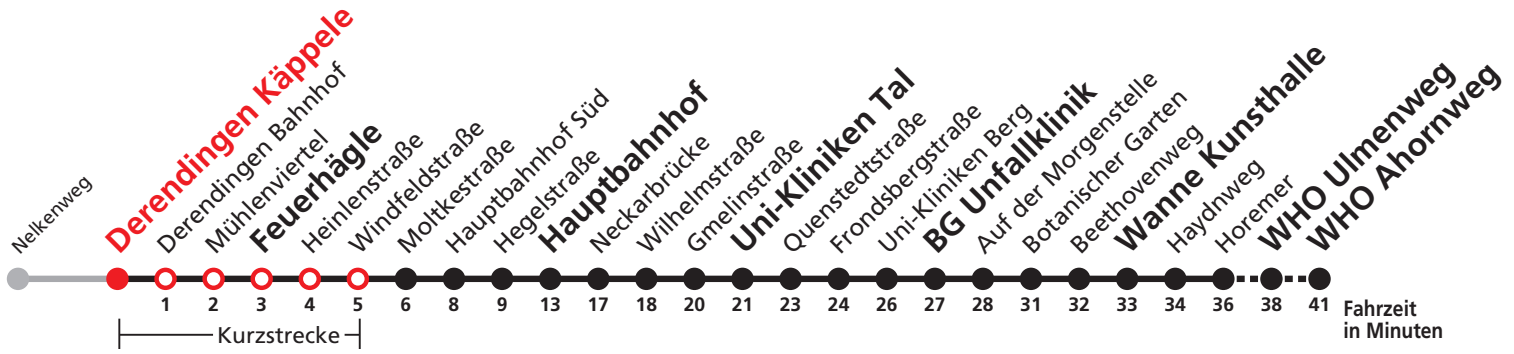 Nelkenweg
Derendingen Käppele
Derendingen Bahnhof
Mühlenviertel
Feuerhägle
Heinlenstraße
Windfeldstraße
Moltkestraße
Hauptbahnhof Süd
Hegelstraße
Hauptbahnhof
Neckarbrücke
Wilhelmstraße
Gmelinstraße
Uni-Kliniken Tal
Quenstedtstraße
Frondsbergstraße
Uni-Kliniken Berg
BG Unfallklinik
Auf der Morgenstelle
Botanischer Garten
Beethovenweg
Wanne Kunsthalle
Haydnweg
Horemer
WHO Ulmenweg
WHO Ahornweg
1 2 3 4 5 6 8 9 13 17 18 20 21 23 24 26 27 28 31 32 33 34 36 38 41
Fahrzeit
in Minuten
Kurzstrecke